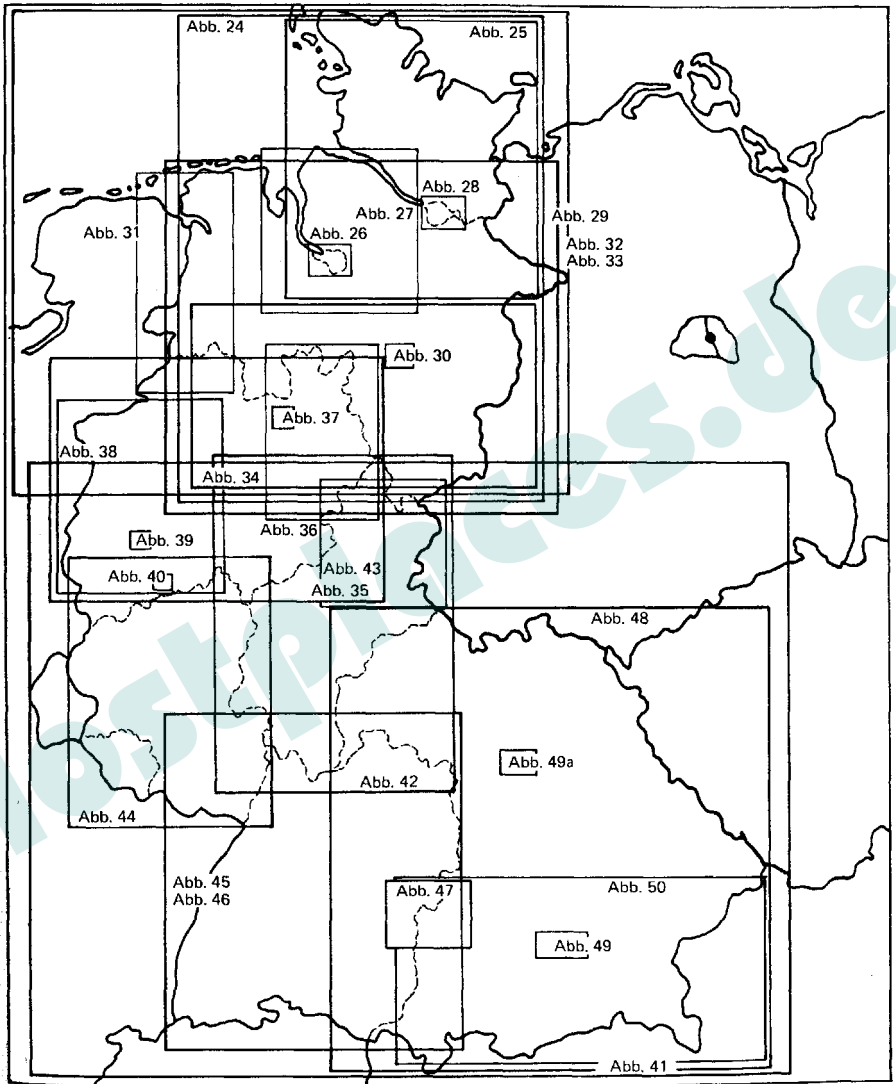 Abb. 24
Abb. 25
Abb. 28
Abb. 27
Abb. 29
Abb. 31
Abb. 26
Abb. 32
Abb. 33
Abb. 30
Abb. 37
Abb. 38
Abb. 34
Abb. 36
Abb. 39
Abb. 43
Abb. 40
Abb. 35
Abb. 48
Abb. 49a
Abb. 42
Abb. 44
Abb. 45
Abb. 46
Abb. 47
Abb. 50
Abb. 49
Abb. 41
lostplaces.de